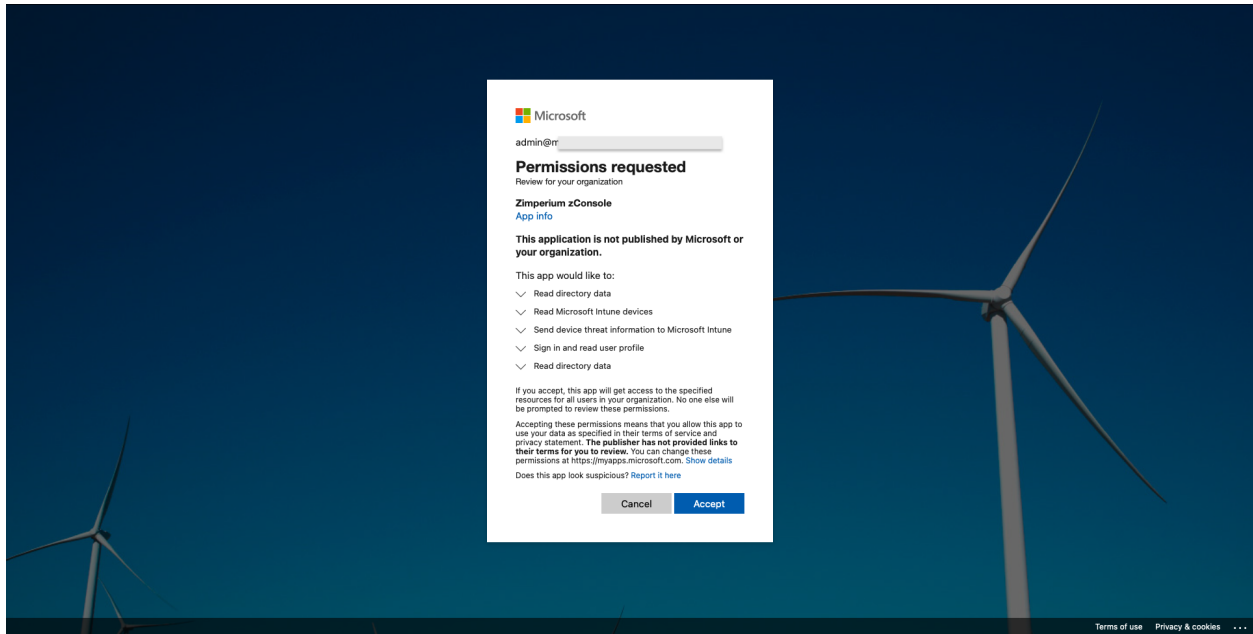 Microsoft
admin@m
Permissions requested
Review for your organization
Zimperium zConsole
App info
This application is not published by Microsoft or
your organization.
This app would like to:
Read directory data
Read Microsoft Intune devices
Send device threat information to Microsoft Intune
Sign in and read user profile
Read directory data
If you accept, this app will get access to the specified
resources for all users in your organization. No one else will
be prompted to review these permissions.
Accepting these permissions means that you allow this app to
use your data as specified in their terms of service and
privacy statement. The publisher has not provided links to
their terms for you to review. You can change these
permissions at https://myapps.microsoft.com. Show details
Does this app look suspicious? Report it here
Cancel Accept
Terms of use Privacy & cookies ...